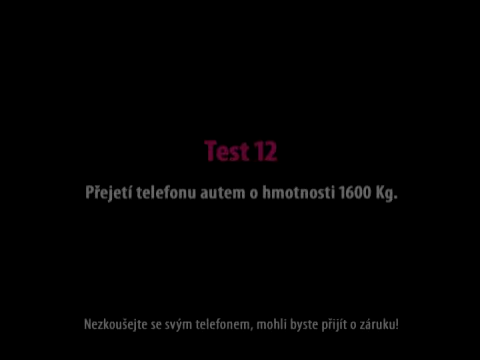 Test 12
Přejetí telefonu autem o hmotnosti 1600 Kg.
Nezkoušejte se svým telefonem, mohli byste přijít o záruku!